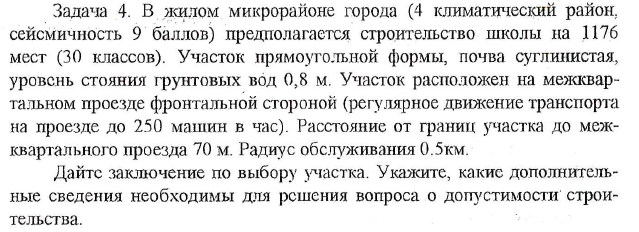 Задача 4. В жилом микрорайоне города (4 климатический район,
сейсмичность 9 баллов) предполагается строительство школы на 1176
мест (30 классов). Участок прямоугольной формы, почва суглинистая,
уровень стояния грунтовых вод 0,8 м. Участок расположен на межквар-
тальном проезде фронтальной стороной (регулярное движение транспорта
на проезде до 250 машин в час). Расстояние от границ участка до меж-
квартального проезда 70 м. Радиус обслуживания 0.5км.
Дайте заключение по выбору участка. Укажите, какие дополнитель-
ные сведения необходимы для решения вопроса о допустимости строи-
тельства.